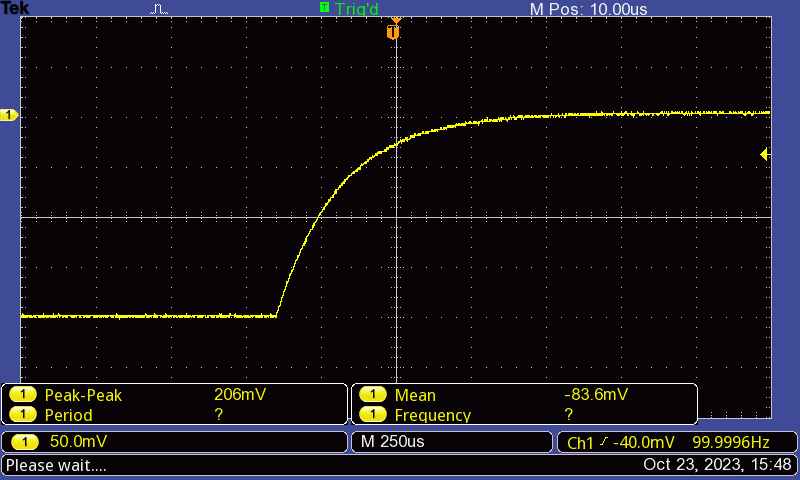 Tek T Trig'd M Pos: 10.00us
T
1
1 Peak-Peak 206mV 1 Mean -83.6mV
1 Period ? 1 Frequency ?
1 50.0mV M 250us Ch1 -40.0mV 99.9996Hz
Please wait.... Oct 23, 2023, 15:48